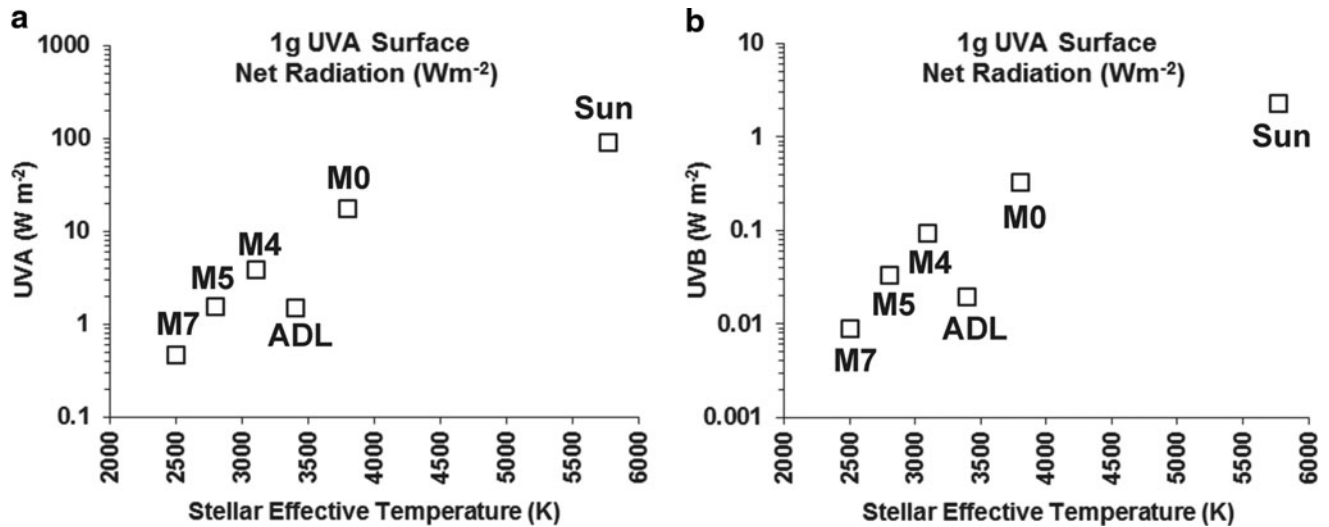 a
1g UVA Surface
Net Radiation (Wm-2)
UVA (W m-2)
1000
100
10
1
0.1
Sun
M0
M4
M5
M7
ADL
2000
2500
3000
3500
4000
4500
5000
5500
6000
Stellar Effective Temperature (K)
b
1g UVA Surface
Net Radiation (Wm-2)
UVB (W m-2)
10
1
0.1
0.01
0.001
Sun
M0
M4
M5
ADL
M7
2000
2500
3000
3500
4000
4500
5000
5500
6000
Stellar Effective Temperature (K)